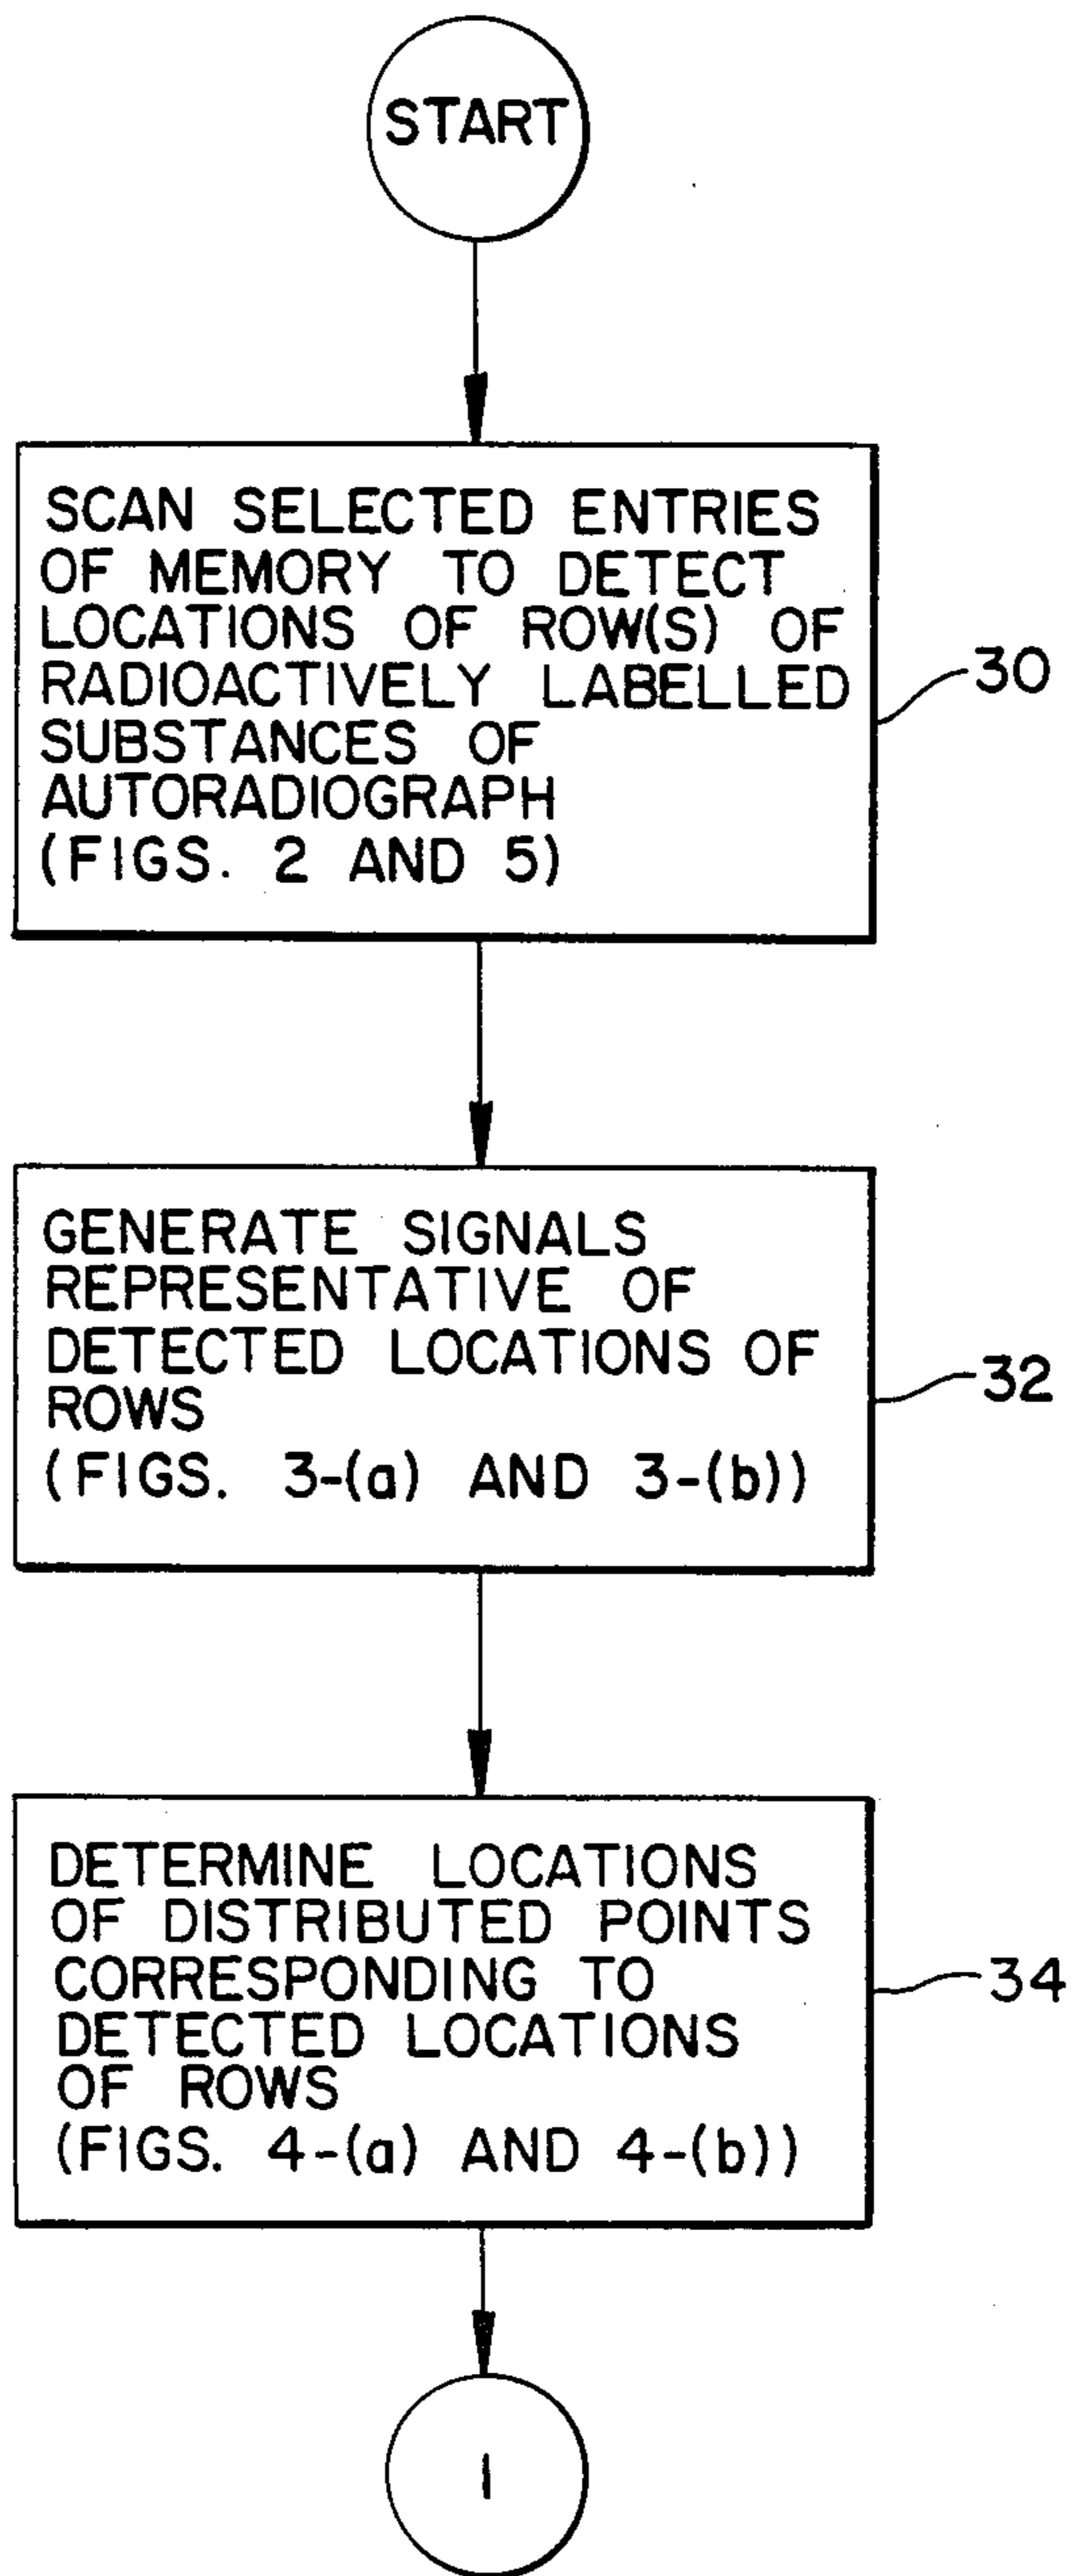 START
SCAN SELECTED ENTRIES
OF MEMORY TO DETECT
LOCATIONS OF ROW(S) OF
RADIOACTIVELY LABELLED
SUBSTANCES OF
AUTORADIOGRAPH
(FIGS. 2 AND 5)
30
GENERATE SIGNALS
REPRESENTATIVE OF
DETECTED LOCATIONS OF
ROWS
(FIGS. 3-(a) AND 3-(b))
32
DETERMINE LOCATIONS
OF DISTRIBUTED POINTS
CORRESPONDING TO
DETECTED LOCATIONS
OF ROWS
(FIGS. 4-(a) AND 4-(b))
34
1